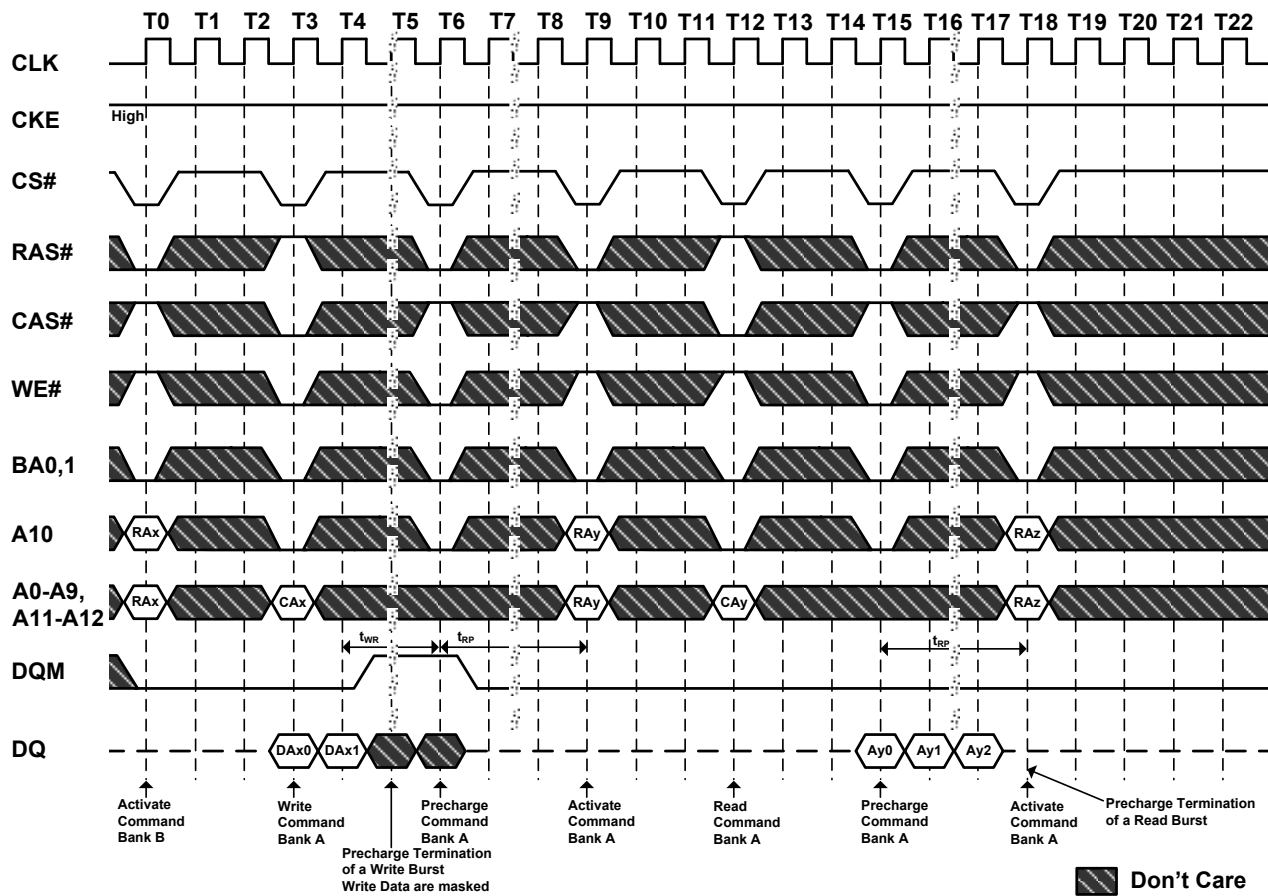 T0 T1 T2 T3 T4 T5 T6 T7 T8 T9 T10 T11 T12 T13 T14 T15 T16 T17 T18 T19 T20 T21 T22
CLK
CKE
High
CS#
RAS#
CAS#
WE#
BA0,1
A10
RAx
RAy
RAz
A0-A9,
A11-A12
RAx
CAx
RAy
CAy
RAz
tWR
tRP
tRP
DQM
DQ
DAx0
DAx1
Ay0
Ay1
Ay2
Activate
Command
Bank B
Write
Command
Bank A
Precharge Termination
of a Write Burst
Write Data are masked
Precharge
Command
Bank A
Activate
Command
Bank A
Read
Command
Bank A
Precharge
Command
Bank A
Activate
Command
Bank A
Precharge Termination
of a Read Burst
Don't Care